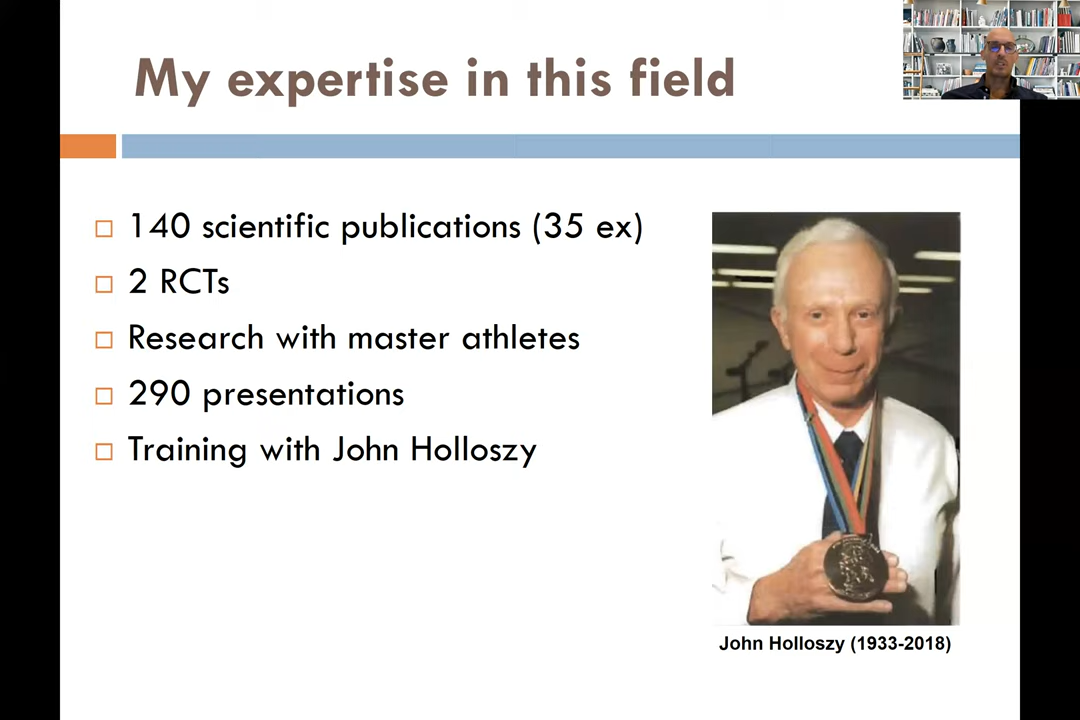 My expertise in this field
140 scientific publications (35 ex)
2 RCTs
Research with master athletes
290 presentations
Training with John Holloszy
John Holloszy (1933-2018)